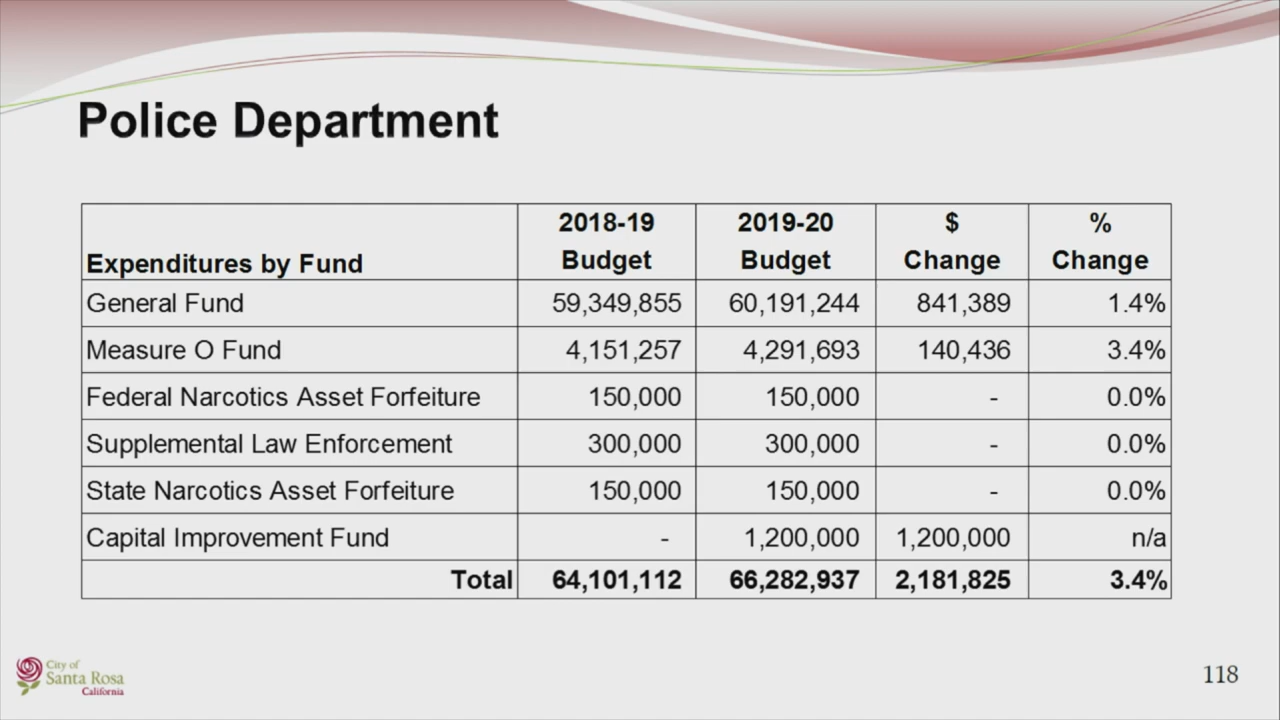 Police Department
Expenditures by Fund 2018-19 Budget 2019-20 Budget $ Change % Change
General Fund 59,349,855 60,191,244 841,389 1.4%
Measure O Fund 4,151,257 4,291,693 140,436 3.4%
Federal Narcotics Asset Forfeiture 150,000 150,000 - 0.0%
Supplemental Law Enforcement 300,000 300,000 - 0.0%
State Narcotics Asset Forfeiture 150,000 150,000 - 0.0%
Capital Improvement Fund - 1,200,000 1,200,000 n/a
Total 64,101,112 66,282,937 2,181,825 3.4%
City of
Santa Rosa
California
118